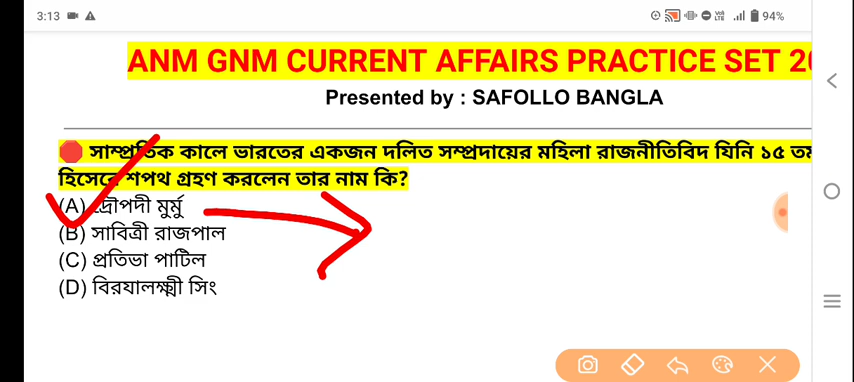 3:13
94%
ANM GNM CURRENT AFFAIRS PRACTICE SET
Presented by : SAFOLLO BANGLA
সাম্প্রতিক কালে ভারতের একজন দলিত সম্প্রদায়ের মহিলা রাজনীতিবিদ যিনি ১৫ তম
হিসেবে শপথ গ্রহণ করলেন তার নাম কি?
(A) দ্রৌপদী মুর্মু
(B) সাবিত্রী রাজপাল
(C) প্রতিভা পাটিল
(D) বিরযালক্ষ্মী সিং